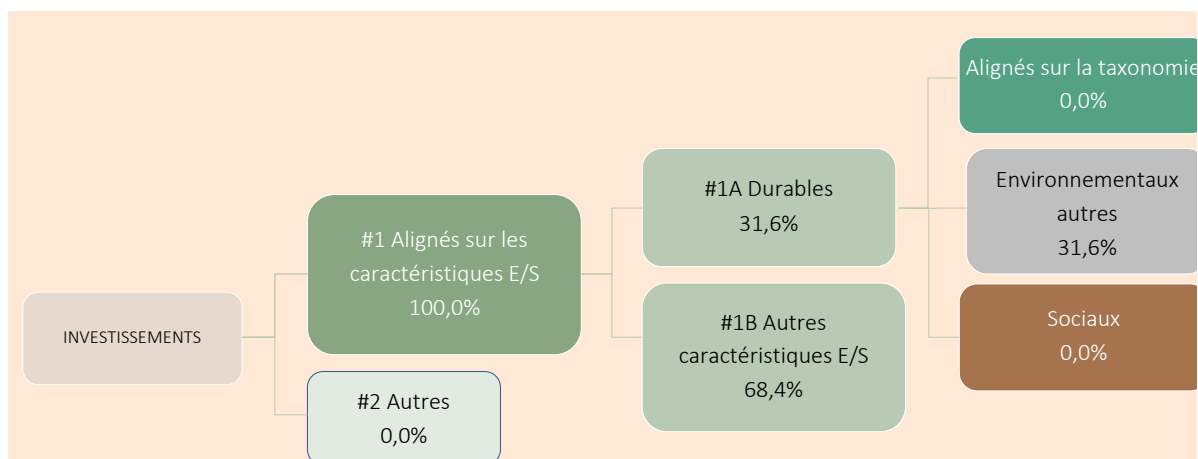 INVESTISSEMENTS
#1 Alignés sur les
caractéristiques E/S
100,0%
#2 Autres
0,0%
#1A Durables
31,6%
#1B Autres
caractéristiques E/S
68,4%
Alignés sur la taxonomie
0,0%
Environnementaux
autres
31,6%
Sociaux
0,0%